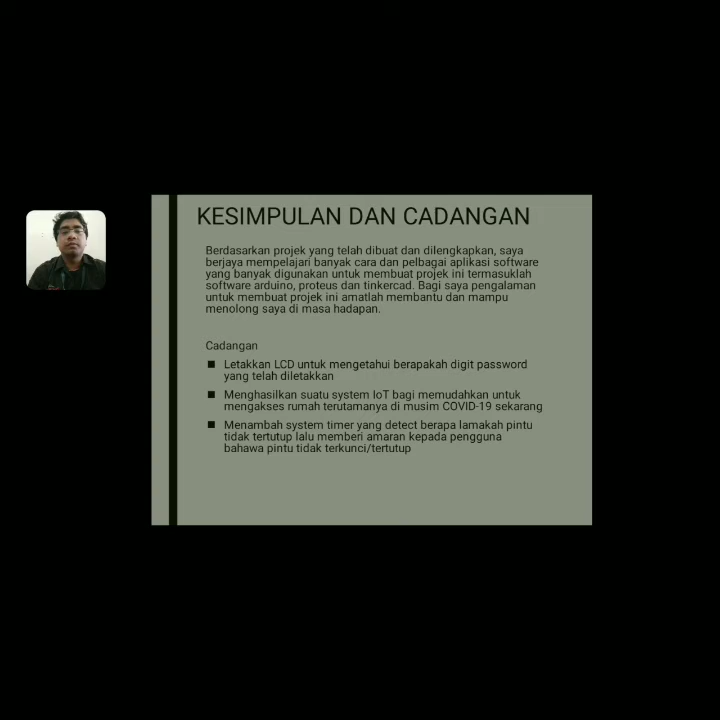 KESIMPULAN DAN CADANGAN
Berdasarkan projek yang telah dibuat dan dilengkapkan, saya
berjaya mempelajari banyak cara dan pelbagai aplikasi software
yang banyak digunakan untuk membuat projek ini termasuklah
software arduino, proteus dan tinkercad. Bagi saya pengalaman
untuk membuat projek ini amatlah membantu dan mampu
menolong saya di masa hadapan.
Cadangan
■ Letakkan LCD untuk mengetahui berapakah digit password
yang telah diletakkan
■ Menghasilkan suatu system IoT bagi memudahkan untuk
mengakses rumah terutamanya di musim COVID-19 sekarang
■ Menambah system timer yang detect berapa lamakah pintu
tidak tertutup lalu memberi amaran kepada pengguna
bahawa pintu tidak terkunci/tertutup